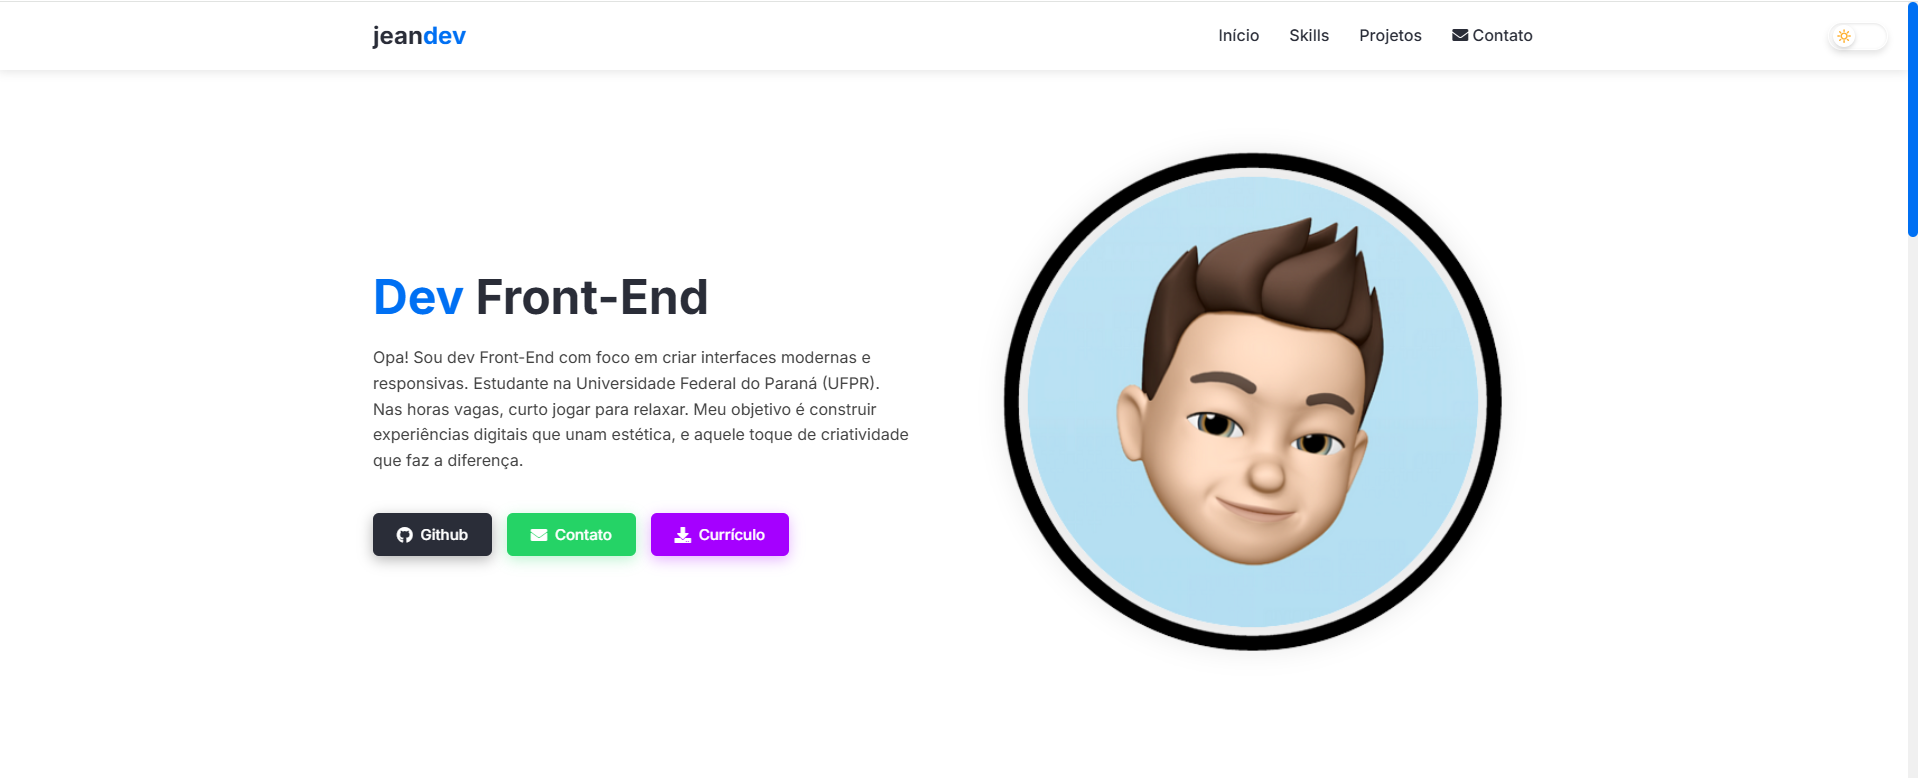 jeandev
Início
Skills
Projetos
Contato
Dev Front-End
Opa! Sou dev Front-End com foco em criar interfaces modernas e
responsivas. Estudante na Universidade Federal do Paraná (UFPR).
Nas horas vagas, curto jogar para relaxar. Meu objetivo é construir
experiências digitais que unam estética, e aquele toque de criatividade
que faz a diferença.
Github
Contato
Currículo